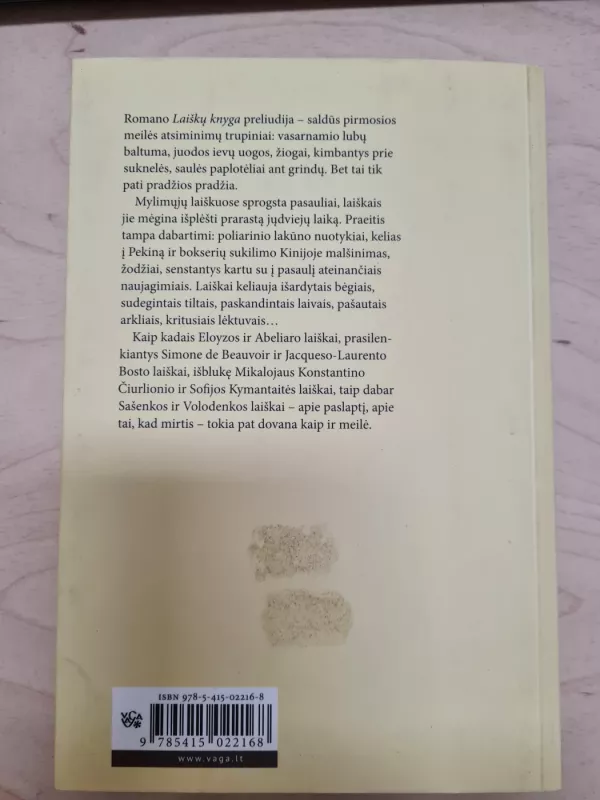 Romano Laiškų knyga preliudija – saldūs pirmosios
meilės atsiminimų trupiniai: vasarnamio lubų
baltuma, juodos ievų uogos, žiogai, kimbantys prie
suknelės, saulės paplotėliai ant grindų. Bet tai tik
pati pradžios pradžia.
Mylimųjų laiškuose sprogsta pasauliai, laiškais
jie mėgina išplėšti prarastą jųdviejų laiką. Praeitis
tampa dabartimi: poliarinio lakūno nuotykiai, kelias
į Pekiną ir bokserių sukilimo Kinijoje malšinimas,
žodžiai, senstantys kartu su į pasaulį ateinančiais
naujagimiais. Laiškai keliauja išardytais bėgiais,
sudegintais tiltais, paskandintais laivais, pašautais
arkliais, kritusiais lėktuvais…
Kaip kadais Eloyzos ir Abeliaro laiškai, prasilen-
kiantys Simone de Beauvoir ir Jacqueso-Laurento
Bosto laiškai, išblukę Mikalojaus Konstantino
Čiurlionio ir Sofijos Kymantaitės laiškai, taip dabar
Sašenkos ir Volodenkos laiškai – apie paslaptį, apie
tai, kad mirtis – tokia pat dovana kaip ir meilė.
ISBN 978-5-415-02216-8
VAGA
9 785415 022168
www.vaga.lt